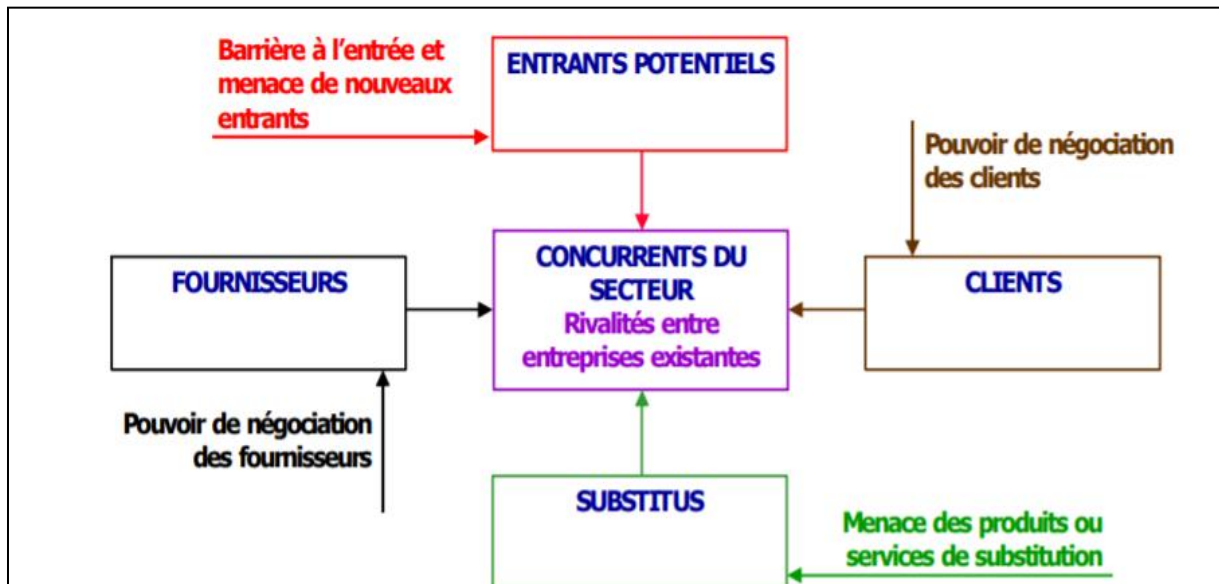 Barrière à l'entrée et
menace de nouveaux
entrants
ENTRANTS POTENTIELS
Pouvoir de négociation
des clients
FOURNISSEURS
CONCURRENTS DU
SECTEUR
Rivalités entre
entreprises existantes
CLIENTS
Pouvoir de négociation
des fournisseurs
SUBSTITUS
Menace des produits ou
services de substitution